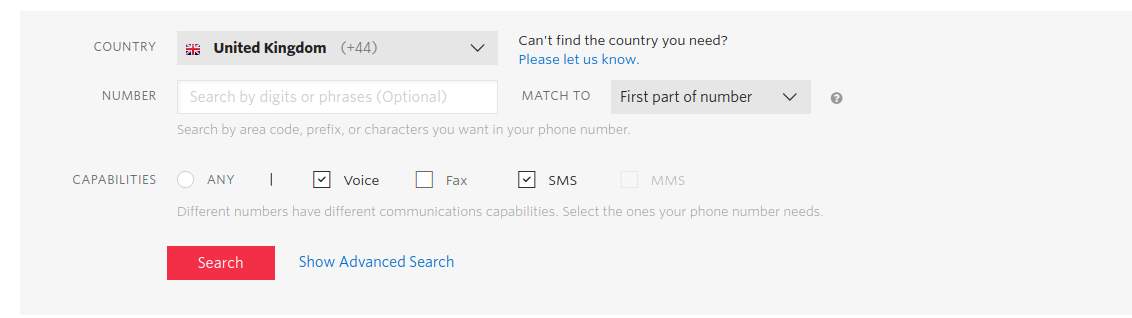 COUNTRY United Kingdom (+44) Can't find the country you need?
Please let us know.
NUMBER Search by digits or phrases (Optional) MATCH TO First part of number ?
Search by area code, prefix, or characters you want in your phone number.
CAPABILITIES ANY | Voice Fax SMS MMS
Different numbers have different communications capabilities. Select the ones your phone number needs.
Search Show Advanced Search